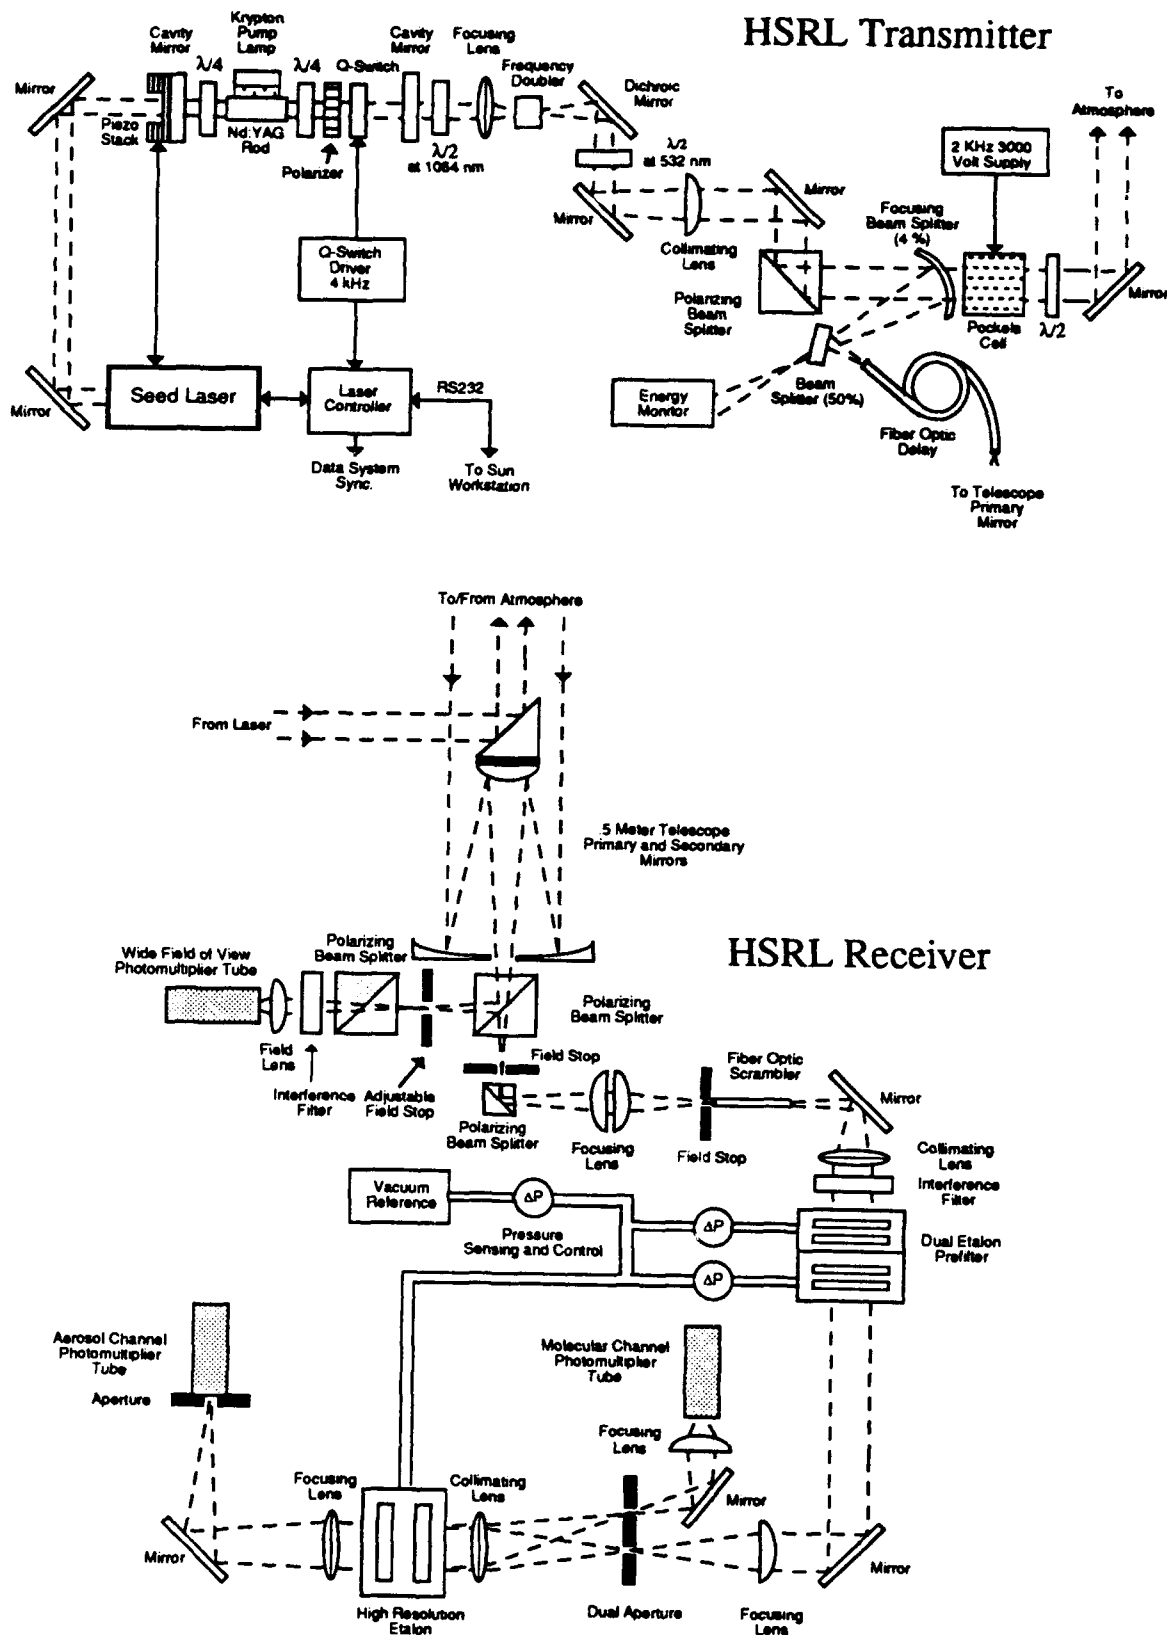 HSRL Transmitter
Krypton
Pump
Lamp
Cavity
Mirror
λ/4
λ/4
Q-Switch
Cavity
Mirror
Focusing
Lens
Frequency
Doubler
Dichroic
Mirror
Mirror
Piezo
Stack
Nd:YAG
Rod
Polarizer
λ/2
at 1064 nm
λ/2
at 532 nm
To
Atmosphere
2 KHz 3000
Volt Supply
Mirror
Mirror
Collimating
Lens
Focusing
Beam Splitter
(4 %)
Q-Switch
Driver
4 kHz
Polarizing
Beam
Splitter
Pockels
Cell
λ/2
Mirror
Mirror
Seed Laser
Laser
Controller
RS232
Energy
Monitor
Beam
Splitter (50%)
Fiber Optic
Delay
Data System
Sync.
To Sun
Workstation
To Telescope
Primary
Mirror
To/From Atmosphere
From Laser
.5 Meter Telescope
Primary and Secondary
Mirrors
HSRL Receiver
Wide Field of View
Photomultiplier Tube
Polarizing
Beam Splitter
Polarizing
Beam Splitter
Field
Lens
Interference
Filter
Adjustable
Field Stop
Field Stop
Polarizing
Beam Splitter
Focusing
Lens
Fiber Optic
Scrambler
Field Stop
Mirror
Collimating
Lens
Interference
Filter
Vacuum
Reference
ΔP
Pressure
Sensing and Control
ΔP
ΔP
Dual Etalon
Prefilter
Aerosol Channel
Photomultiplier
Tube
Aperture
Molecular Channel
Photomultiplier
Tube
Focusing
Lens
Focusing
Lens
Collimating
Lens
Mirror
Mirror
Mirror
High Resolution
Etalon
Dual Aperture
Focusing
Lens